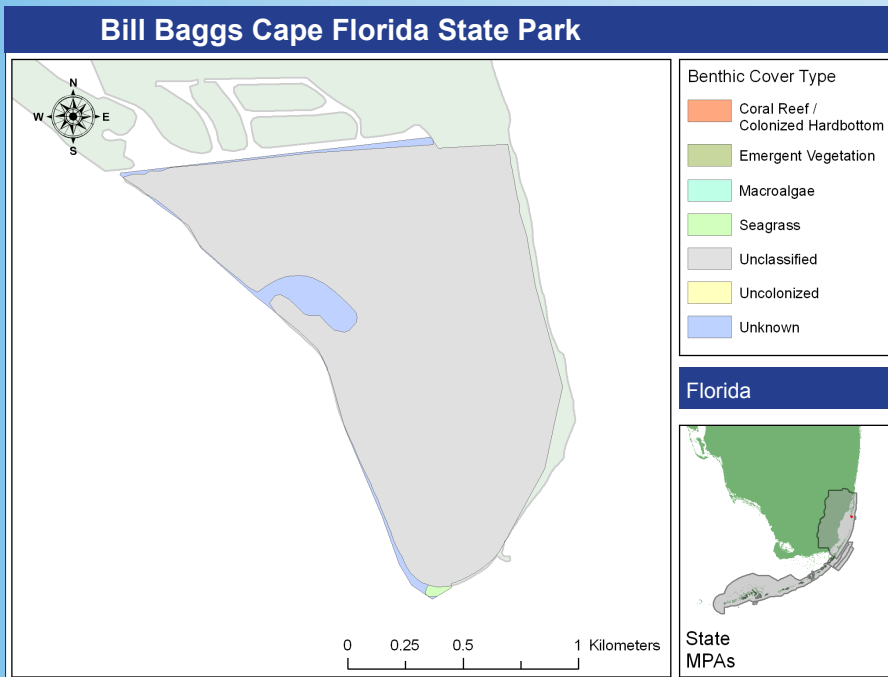 Bill Baggs Cape Florida State Park
N
W
E
S
0
0.25
0.5
1 Kilometers
Benthic Cover Type
Coral Reef /
Colonized Hardbottom
Emergent Vegetation
Macroalgae
Seagrass
Unclassified
Uncolonized
Unknown
Florida
State
MPAs